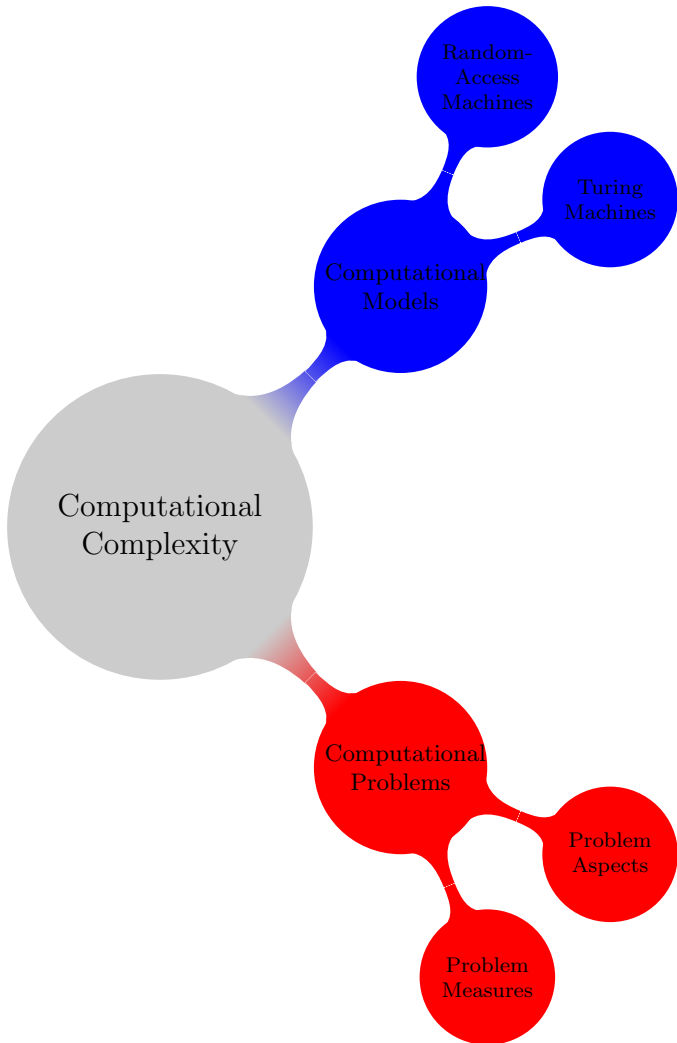 Random-
Access
Machines
Turing
Machines
Computational
Models
Computational
Complexity
Computational
Problems
Problem
Aspects
Problem
Measures